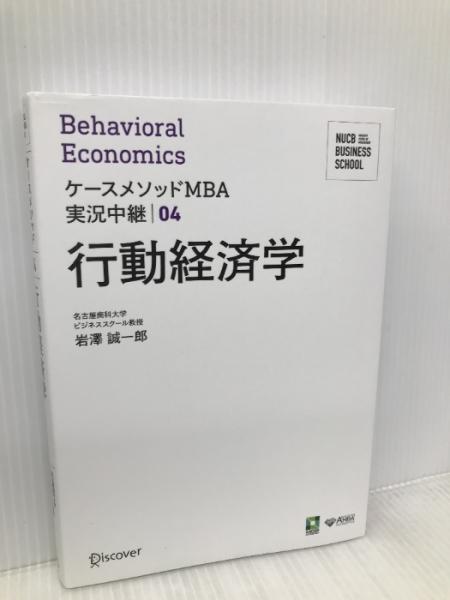 Behavioral
Economics
ケースメソッドMBA
実況中継 04
行動経済学
名古屋商科大学
ビジネススクール教授
岩澤 誠一郎
NUCB
BUSINESS
SCHOOL
Discover
AMBA